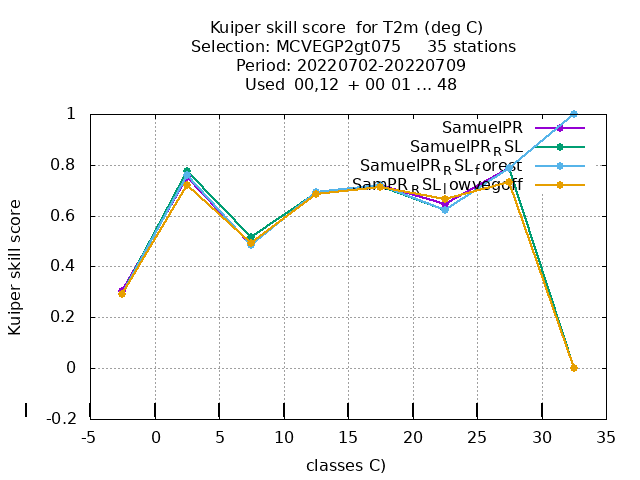 Kuiper skill score for T2m (deg C)
Selection: MCVEGP2gt075 35 stations
Period: 20220702-20220709
Used 00,12 + 00 01 ... 48
SamuelPR
SamuelPR_RSL
SamuelPR_RSL_forest
SamPR_RSL_lowvegoff
Kuiper skill score
1
0.8
0.6
0.4
0.2
0
-0.2
-5 0 5 10 15 20 25 30 35
classes C)